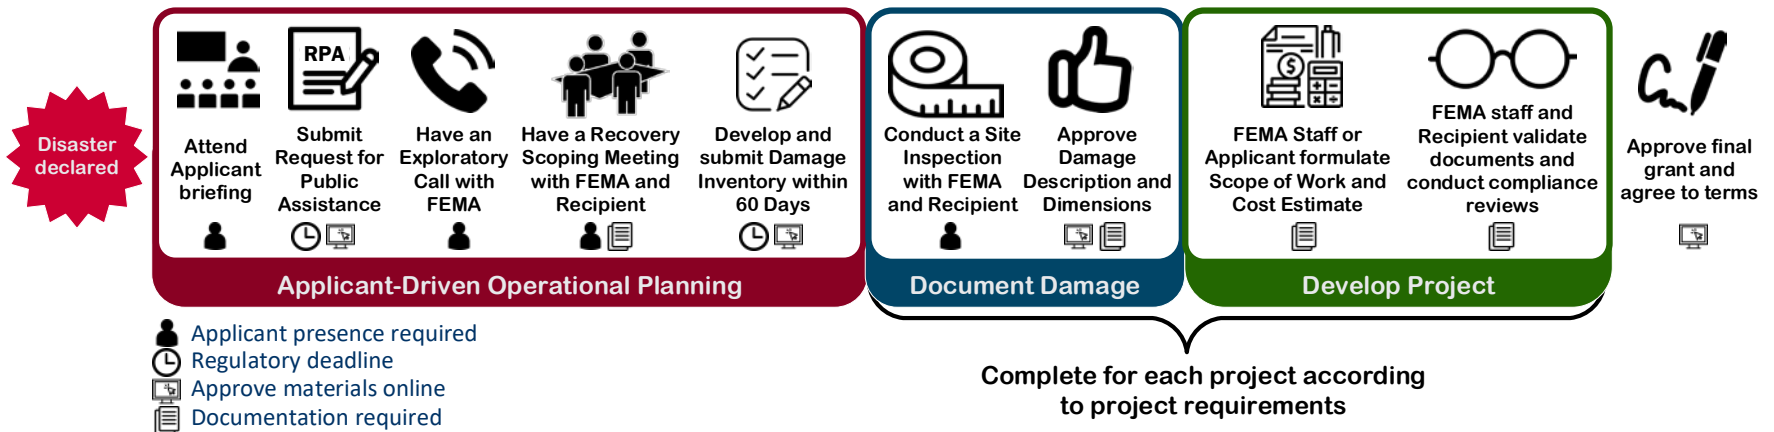 Disaster
declared
RPA
Attend
Applicant
briefing
Submit
Request for
Public
Assistance
Have an
Exploratory
Call with
FEMA
Have a Recovery
Scoping Meeting
with FEMA and
Recipient
Develop and
submit Damage
Inventory within
60 Days
Applicant-Driven Operational Planning
Conduct a Site
Inspection
with FEMA
and Recipient
Approve
Damage
Description and
Dimensions
Document Damage
$
FEMA Staff or
Applicant formulate
Scope of Work and
Cost Estimate
FEMA staff and
Recipient validate
documents and
conduct compliance
reviews
Develop Project
Approve final
grant and
agree to terms
Applicant presence required
Regulatory deadline
Approve materials online
Documentation required
Complete for each project according
to project requirements